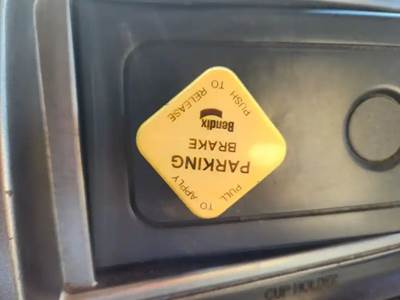 PULL TO APPLY
PARKING
BRAKE
Bendix
PUSH TO RELEASE
CUP HOLDER